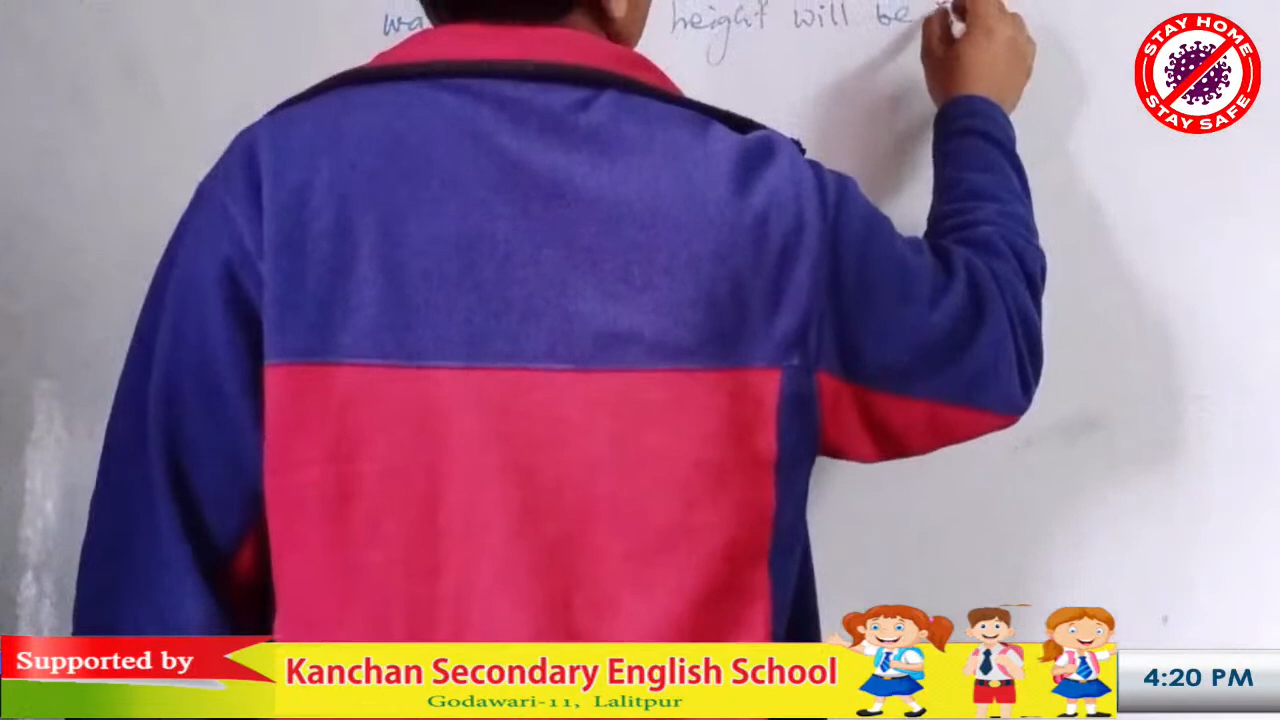 height will be
STAY HOME
STAY SAFE
Supported by
Kanchan Secondary English School
Godawari-11, Lalitpur
4:20 PM